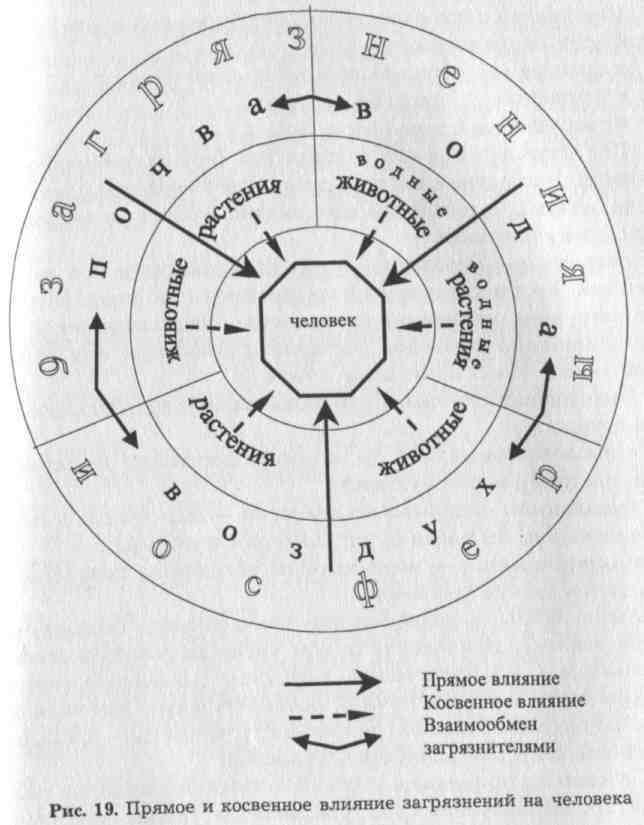 загрязнения
биосферы
почва
вода
воздух
растения
водные
животные
водные
растения
животные
растения
животные
человек
Прямое влияние
Косвенное влияние
Взаимообмен
загрязнителями
Рис. 19. Прямое и косвенное влияние загрязнений на человека